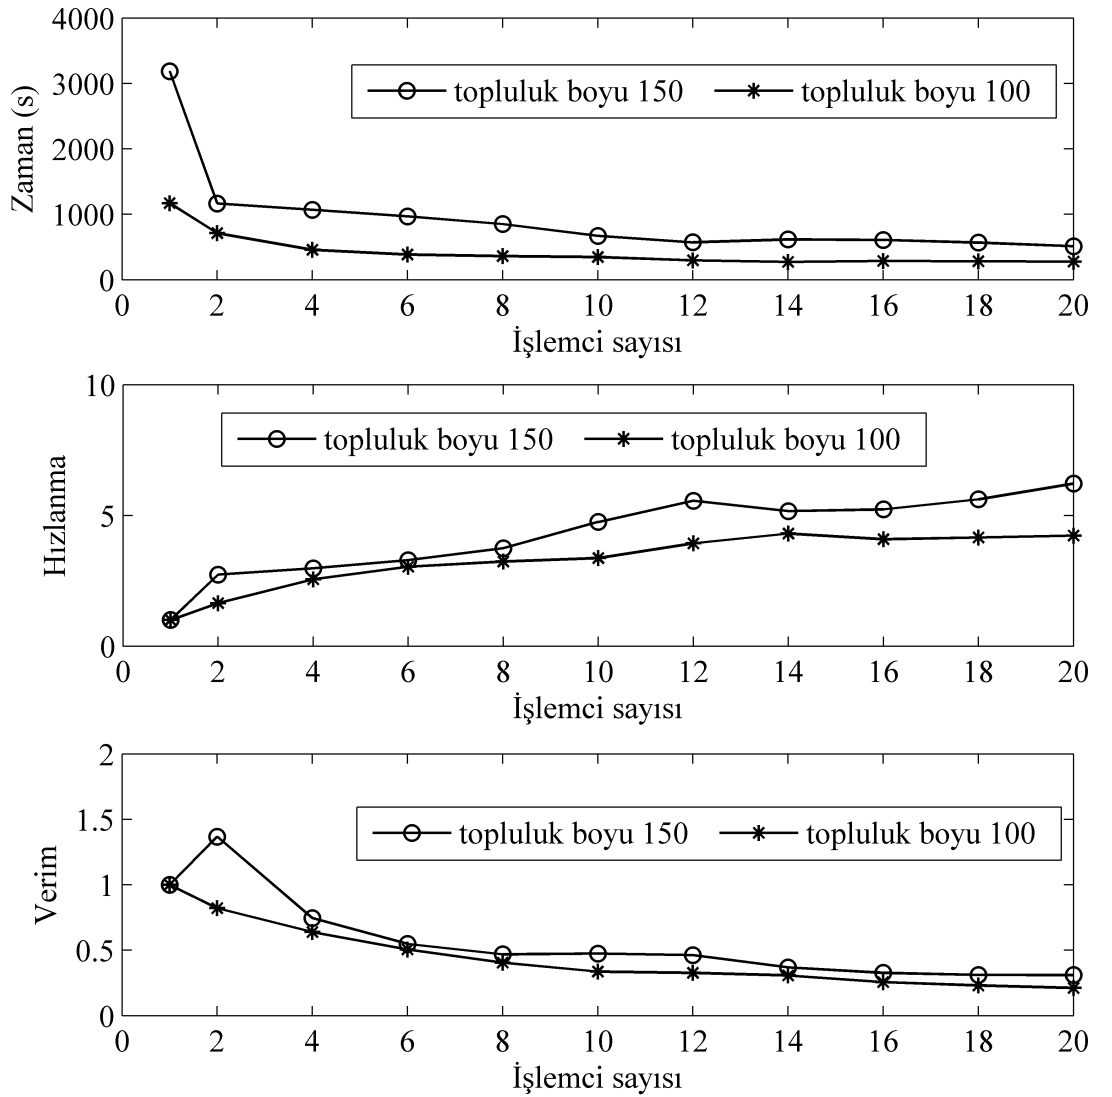 4000
3000
2000
1000
0
Zaman (s)
topluluk boyu 150 topluluk boyu 100
0 2 4 6 8 10 12 14 16 18 20
İşlemci sayısı
10
5
0
Hızlanma
topluluk boyu 150 topluluk boyu 100
0 2 4 6 8 10 12 14 16 18 20
İşlemci sayısı
2
1.5
1
0.5
0
Verim
topluluk boyu 150 topluluk boyu 100
0 2 4 6 8 10 12 14 16 18 20
İşlemci sayısı